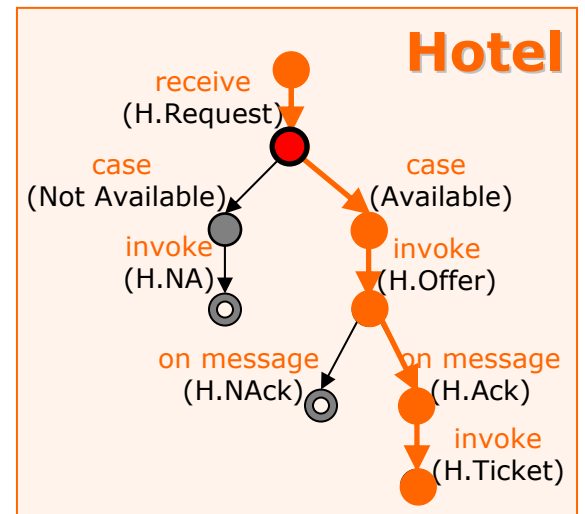 Hotel
receive
(H.Request)
case
(Not Available)
case
(Available)
invoke
(H.NA)
invoke
(H.Offer)
on message
(H.NAck)
on message
(H.Ack)
invoke
(H.Ticket)